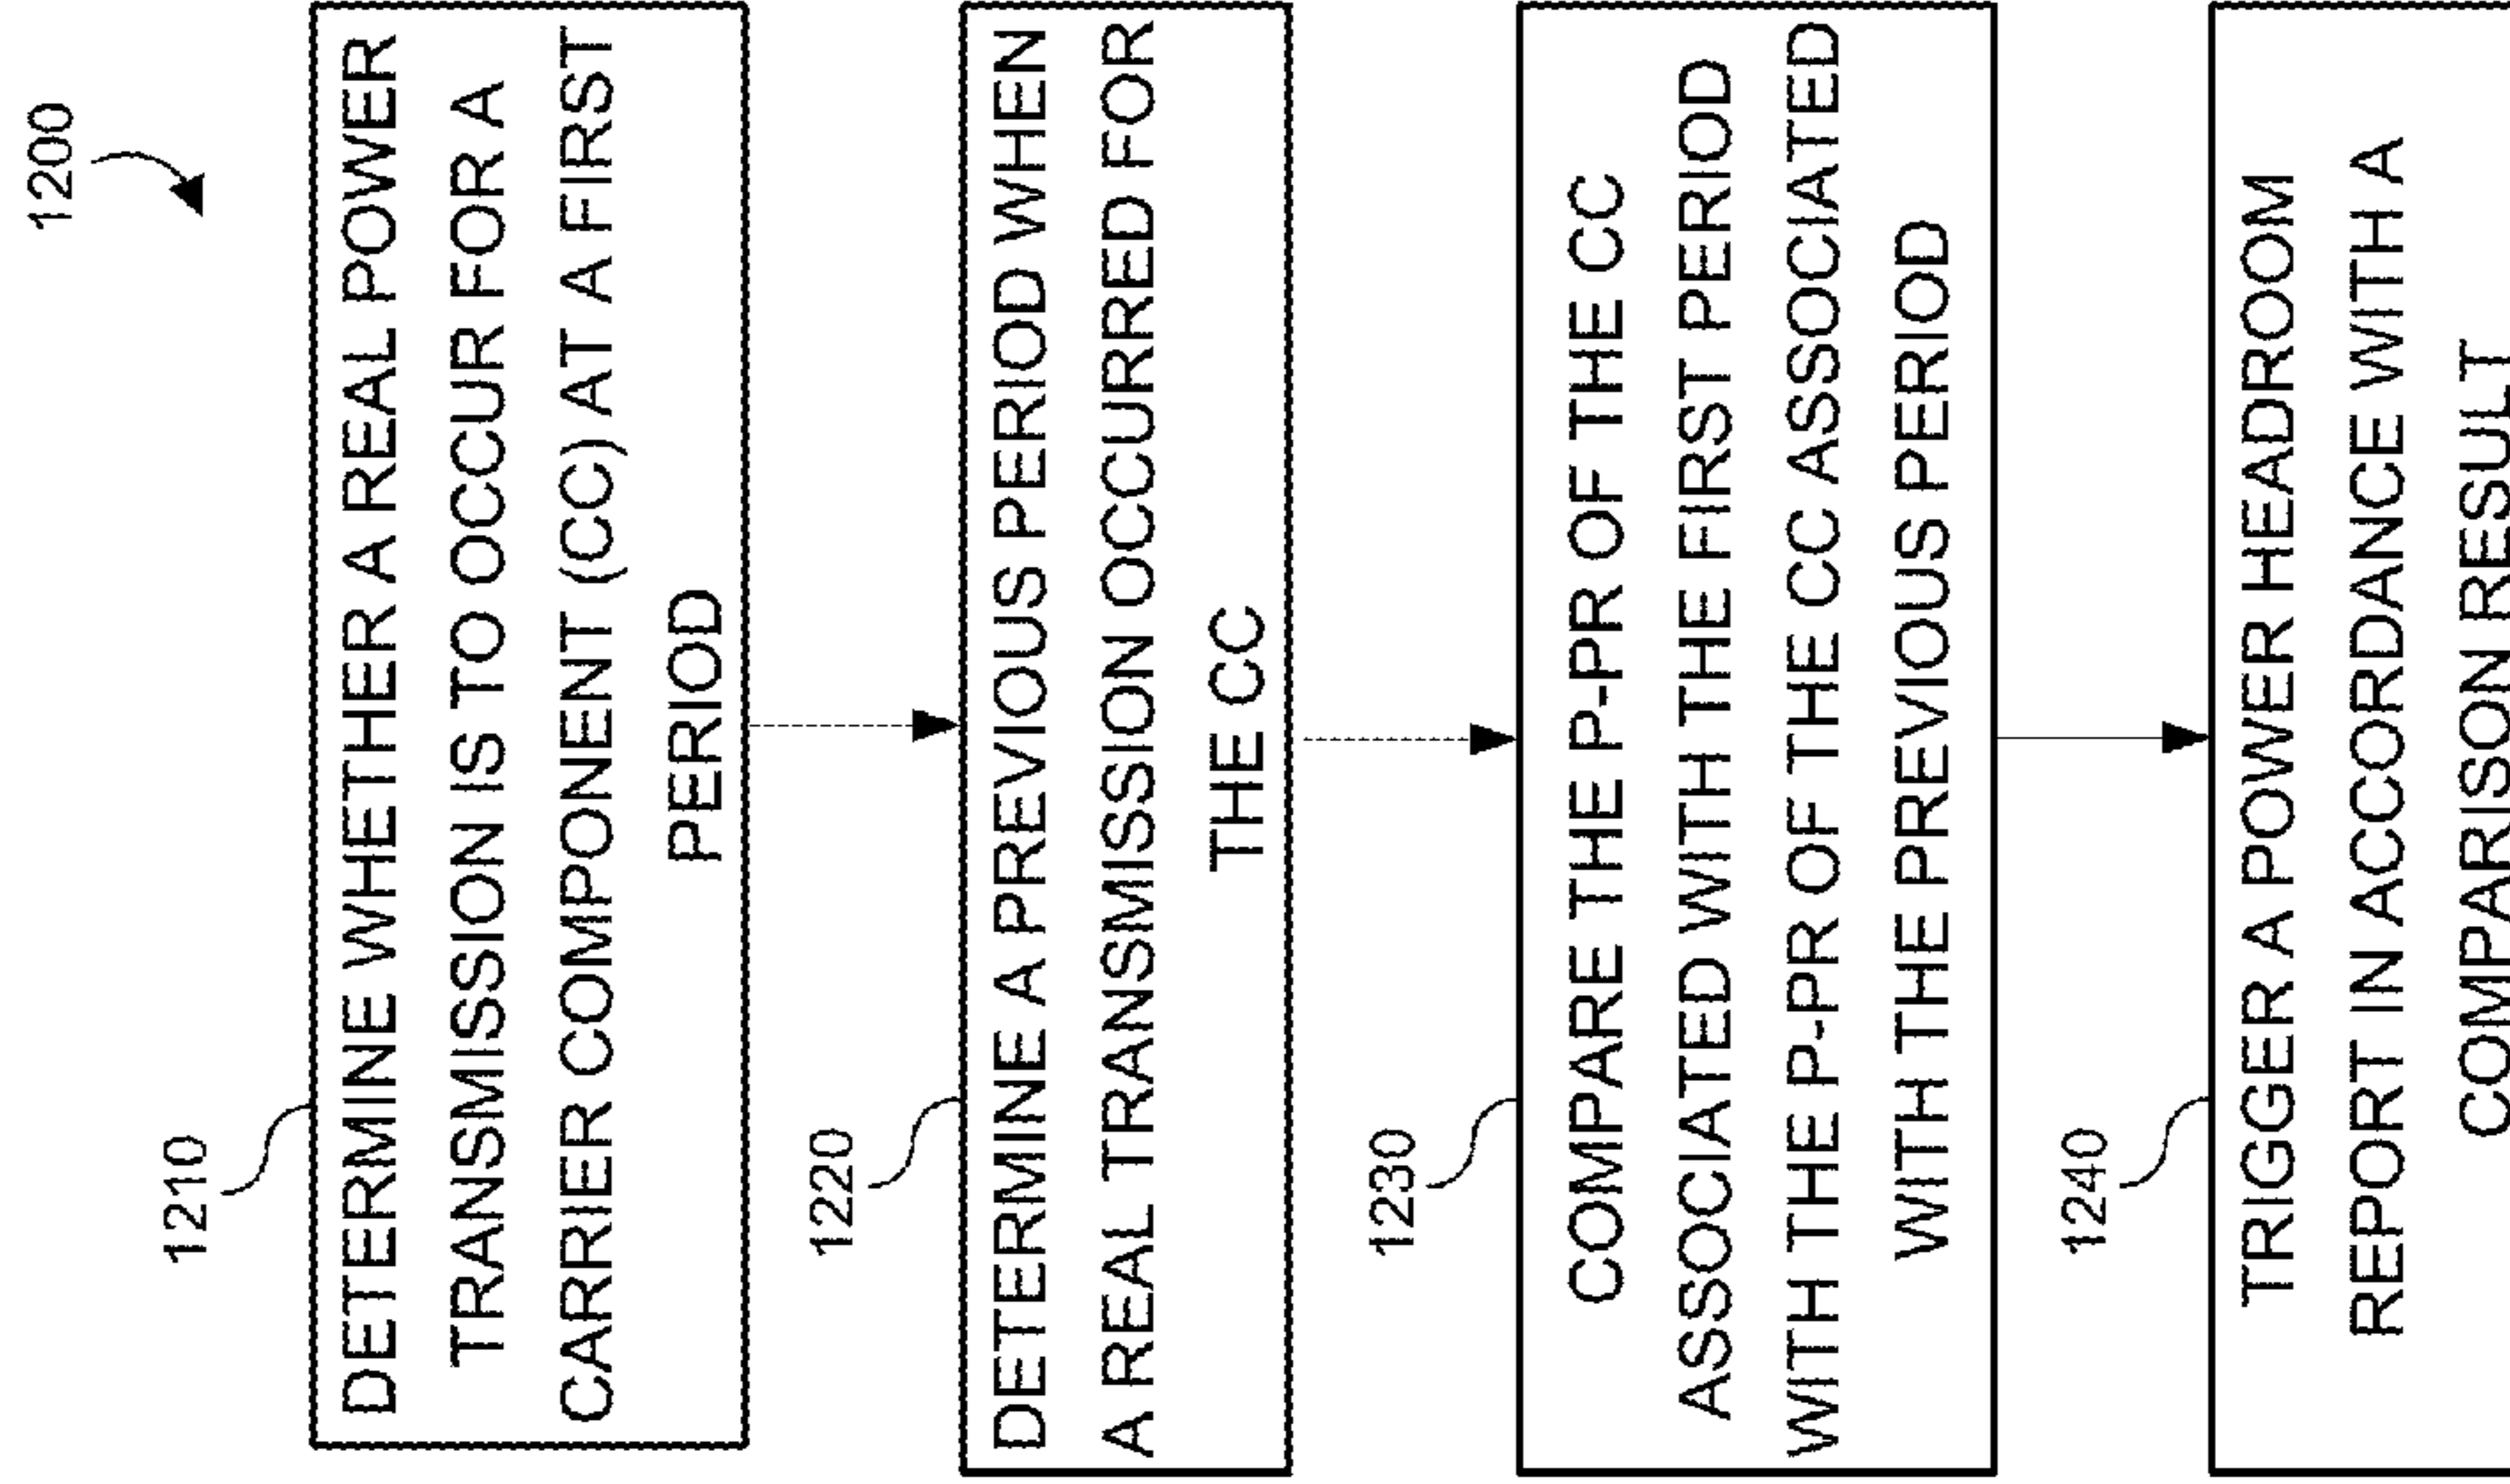 1200
1210
DETERMINE WHETHER A REAL POWER
TRANSMISSION IS TO OCCUR FOR A
CARRIER COMPONENT (CC) AT A FIRST
PERIOD
1220
DETERMINE A PREVIOUS PERIOD WHEN
A REAL TRANSMISSION OCCURRED FOR
THE CC
1230
COMPARE THE P-PR OF THE CC
ASSOCIATED WITH THE FIRST PERIOD
WITH THE P-PR OF THE CC ASSOCIATED
WITH THE PREVIOUS PERIOD
1240
TRIGGER A POWER HEADROOM
REPORT IN ACCORDANCE WITH A
COMPARISON RESULT